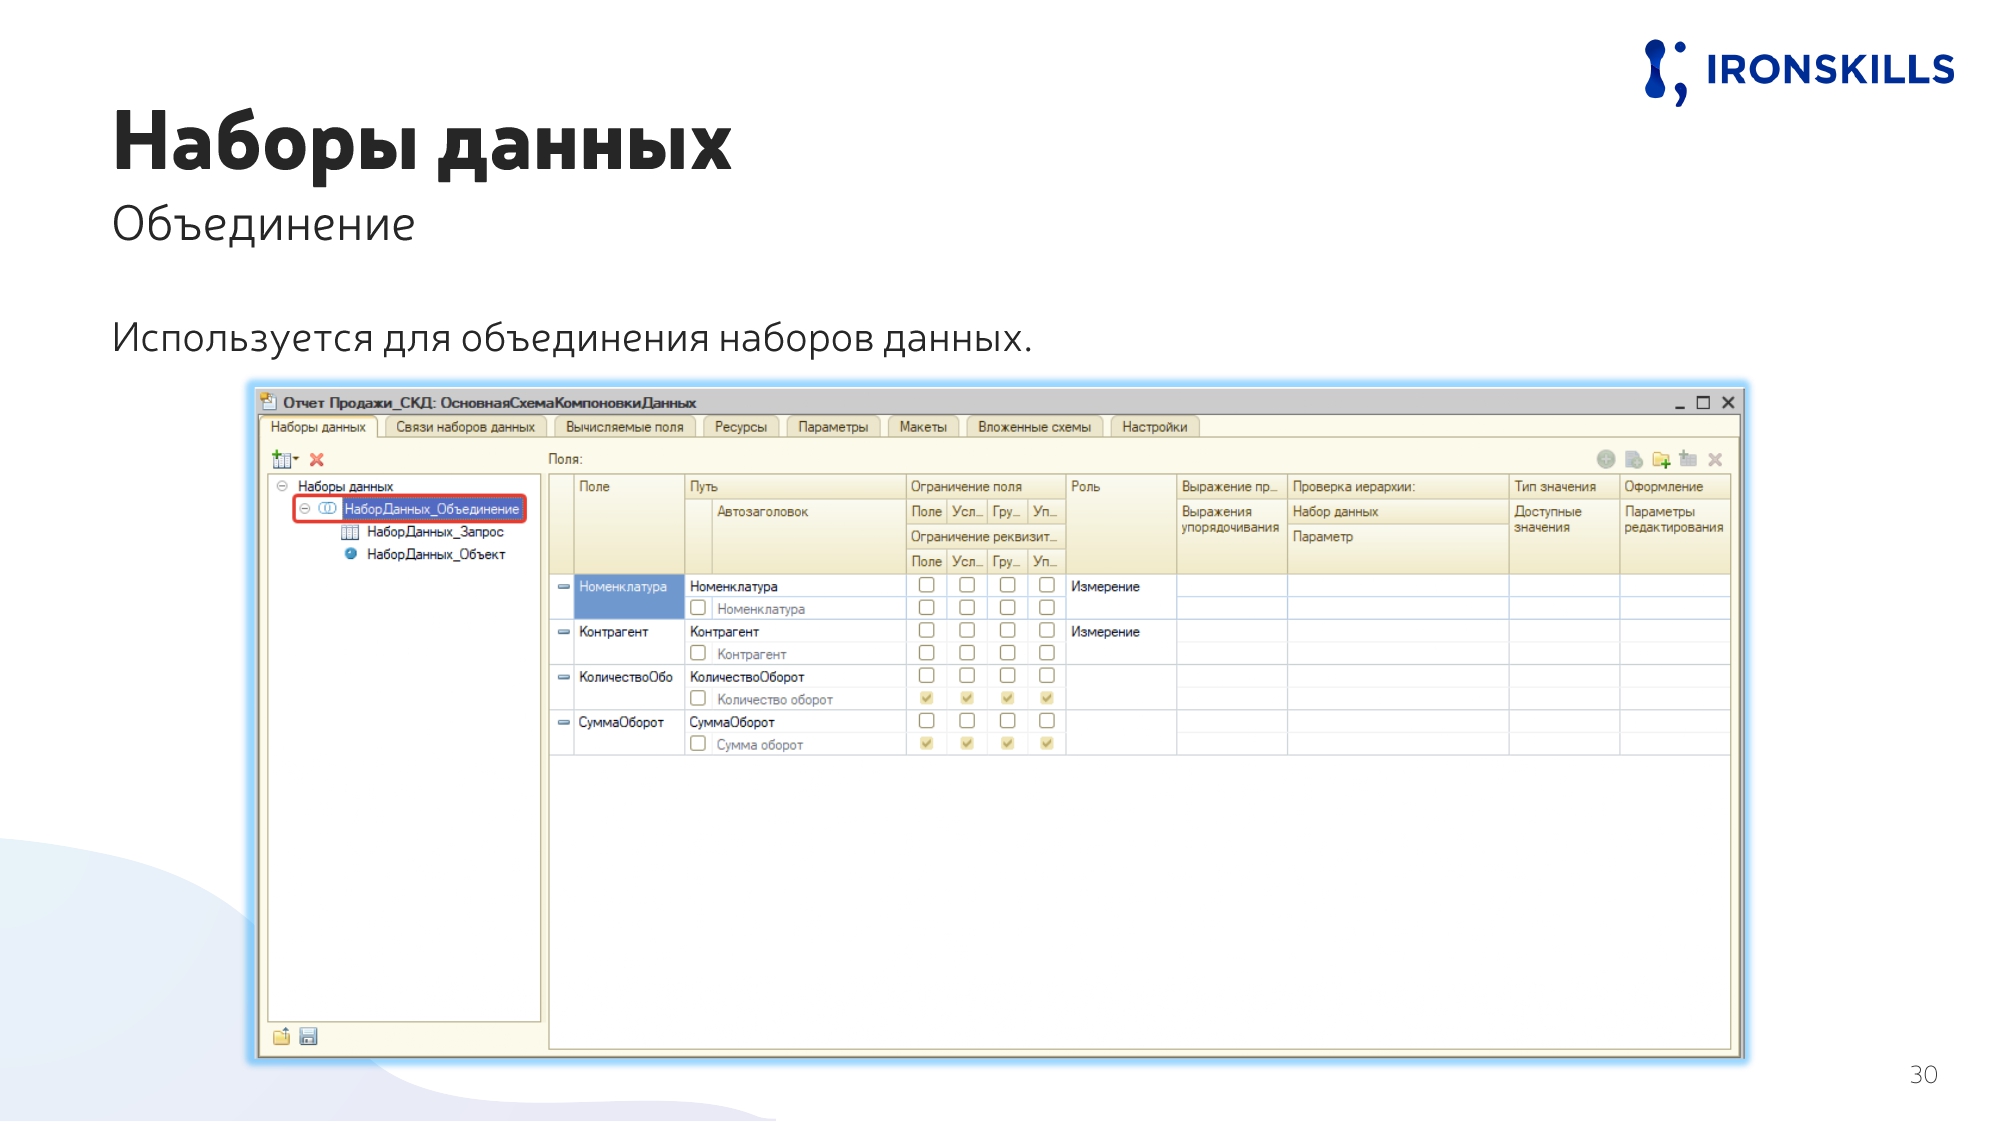 IRONSKILLS
Наборы данных
Объединение
Используется для объединения наборов данных.
Отчет Продажи_СКД: ОсновнаяСхемаКомпоновкиДанных
Наборы данных Связи наборов данных Вычисляемые поля Ресурсы Параметры Макеты Вложенные схемы Настройки
Поля:
Наборы данных
НаборДанных_Объединение
НаборДанных_Запрос
НаборДанных_Объект
Поле Путь Ограничение поля Роль Выражение пр... Проверка иерархии: Тип значения Оформление
Автозаголовок Поле Усл... Гру... Уп... Выражения упорядочивания Набор данных Доступные значения Параметры редактирования
Ограничение реквизит... Параметр
Поле Усл... Гру... Уп...
Номенклатура Номенклатура Измерение
Номенклатура
Контрагент Контрагент Измерение
Контрагент
КоличествоОбо КоличествоОборот
Количество оборот
СуммаОборот СуммаОборот
Сумма оборот
30